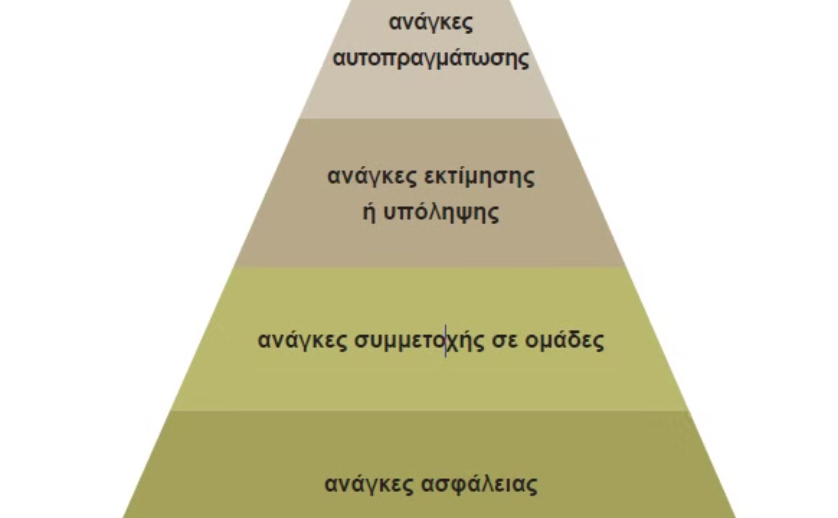 ανάγκες
αυτοπραγμάτωσης
ανάγκες εκτίμησης
ή υπόληψης
ανάγκες συμμετοχής σε ομάδες
ανάγκες ασφάλειας